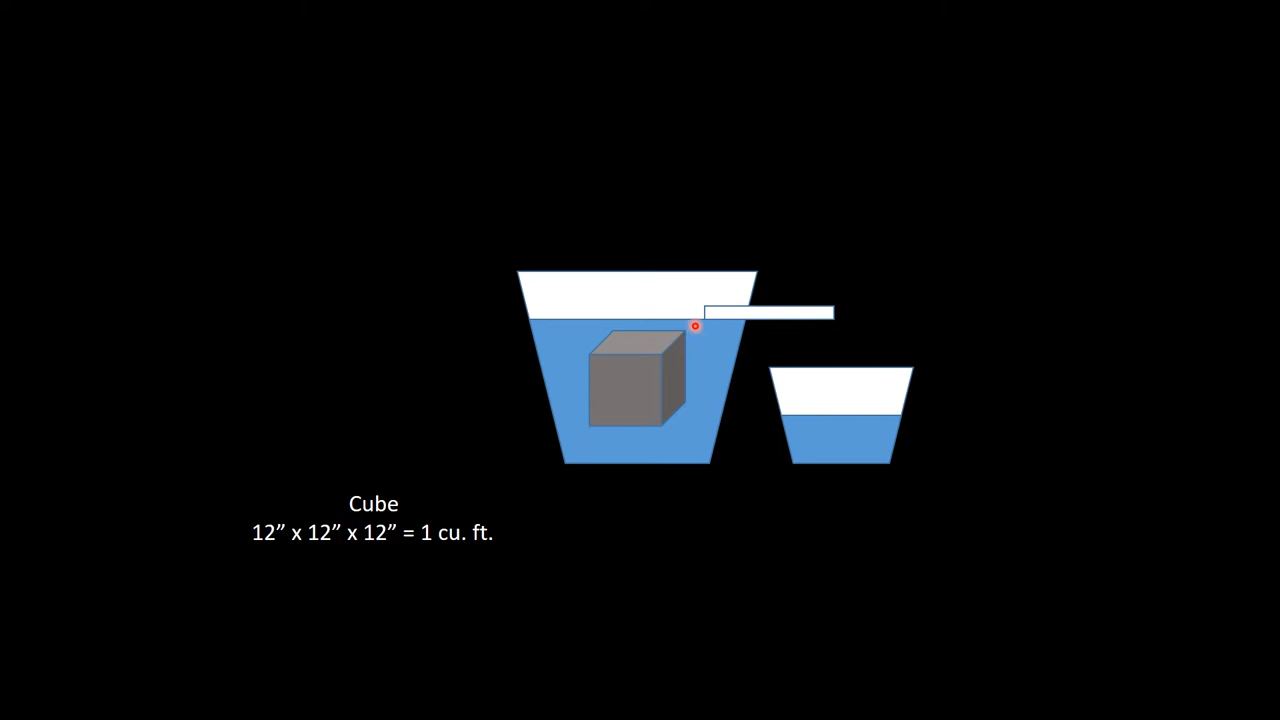 Cube
12” x 12” x 12” = 1 cu. ft.